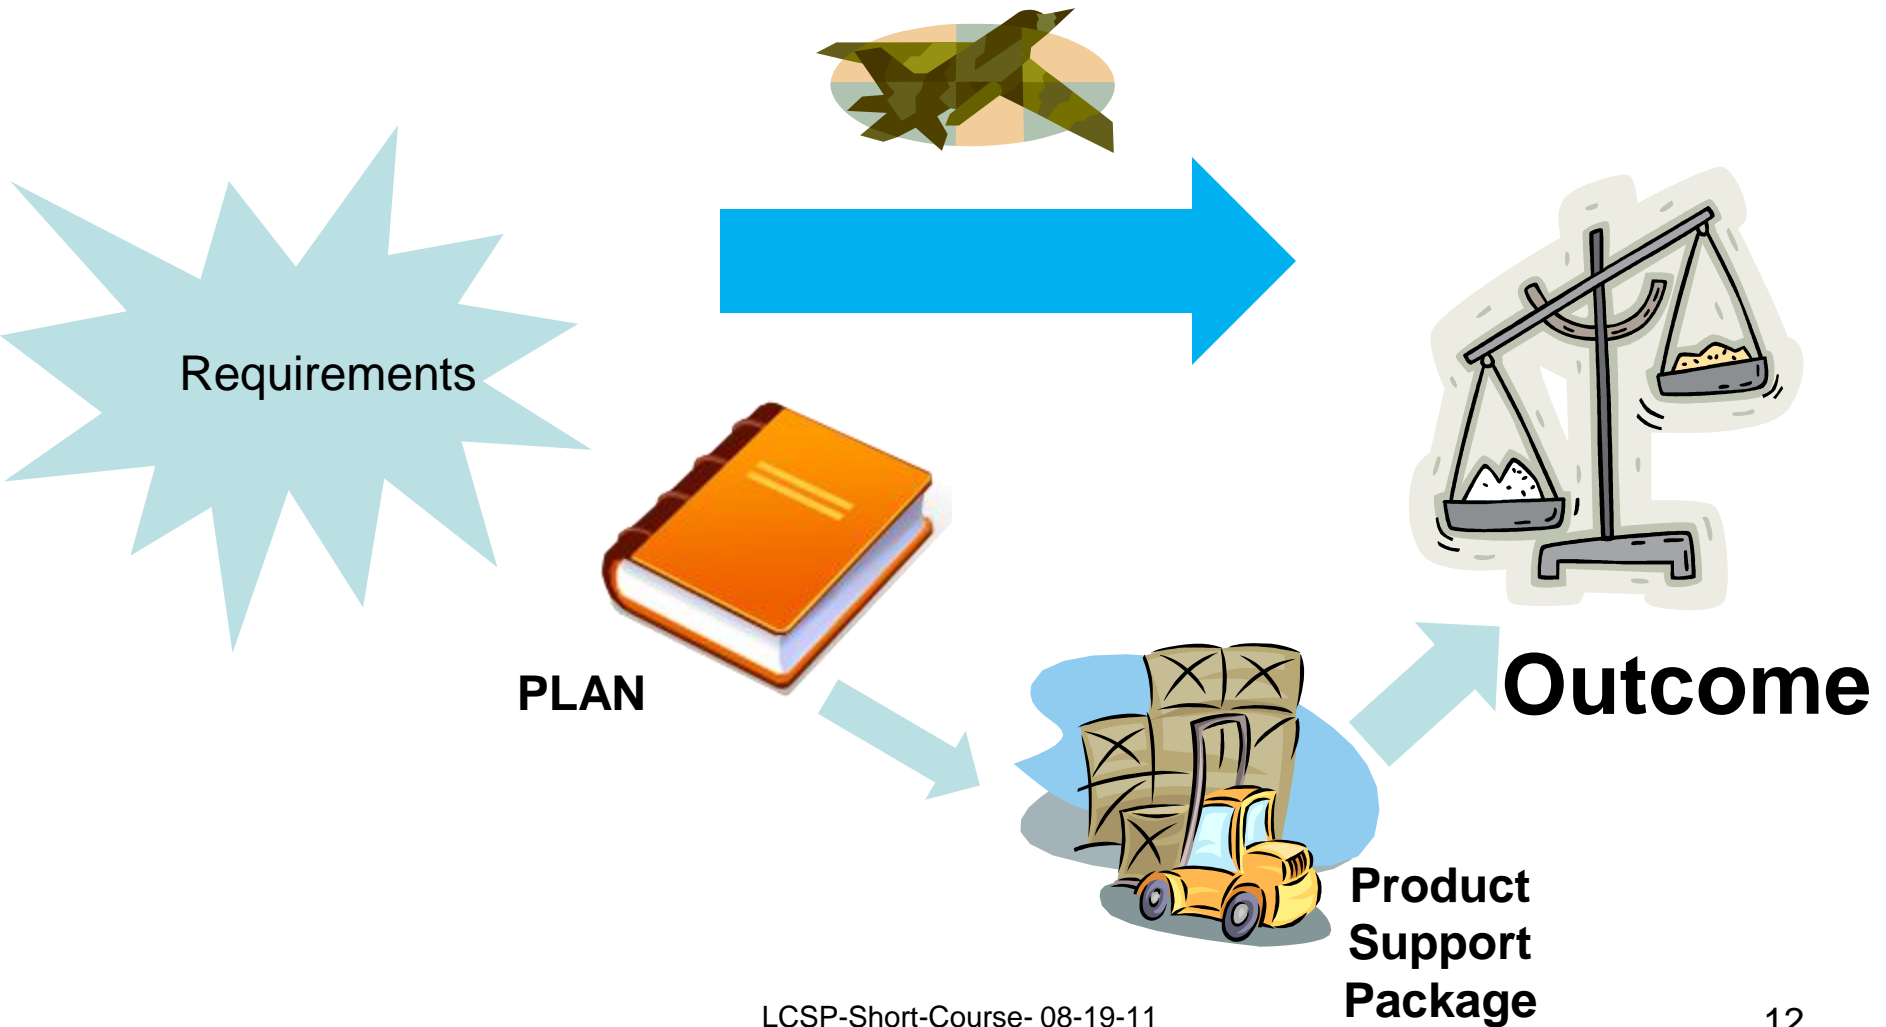 Requirements
PLAN
Outcome
Product
Support
Package
LCSP-Short-Course- 08-19-11
12